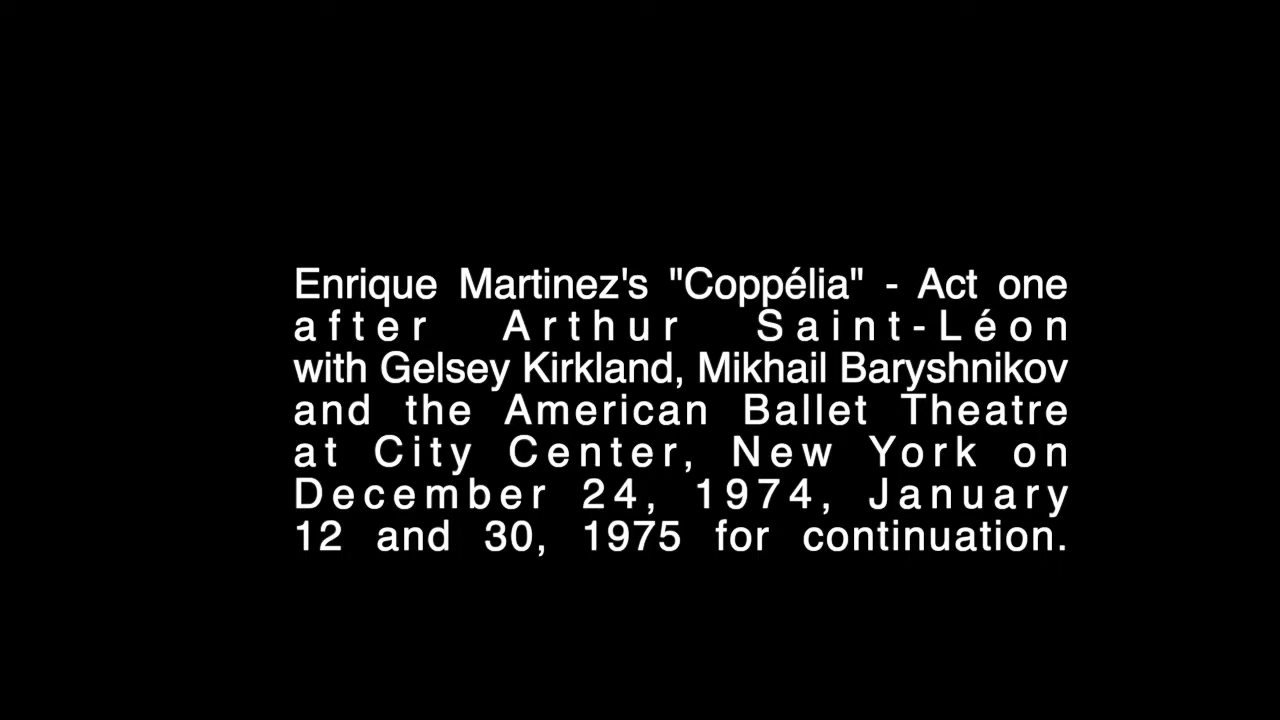 Enrique Martinez's "Coppélia" - Act one
after Arthur Saint-Léon
with Gelsey Kirkland, Mikhail Baryshnikov
and the American Ballet Theatre
at City Center, New York on
December 24, 1974, January
12 and 30, 1975 for continuation.